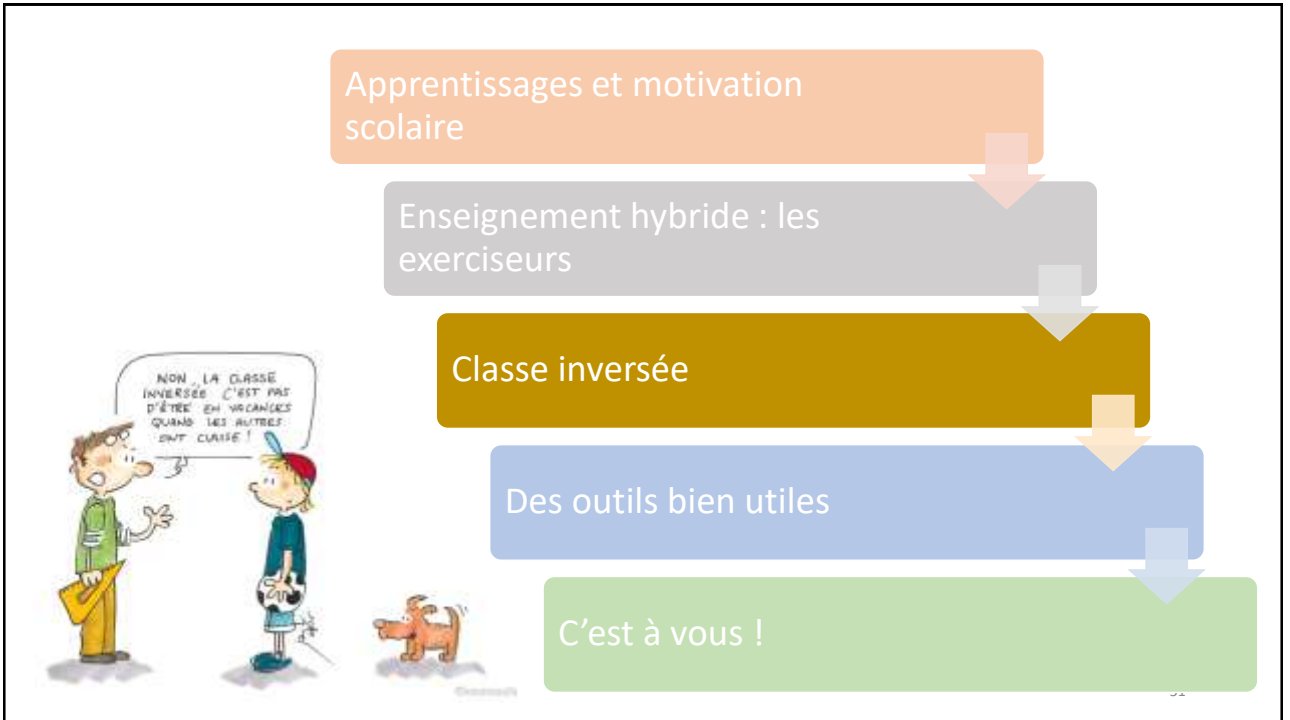 Apprentissages et motivation
scolaire
Enseignement hybride : les
exerciseurs
Classe inversée
NON, LA CLASSE
INVERSÉE C'EST PAS
D'ÊTRE EN VACANCES
QUAND LES AUTRES
ONT CLASSE !
Des outils bien utiles
C'est à vous !